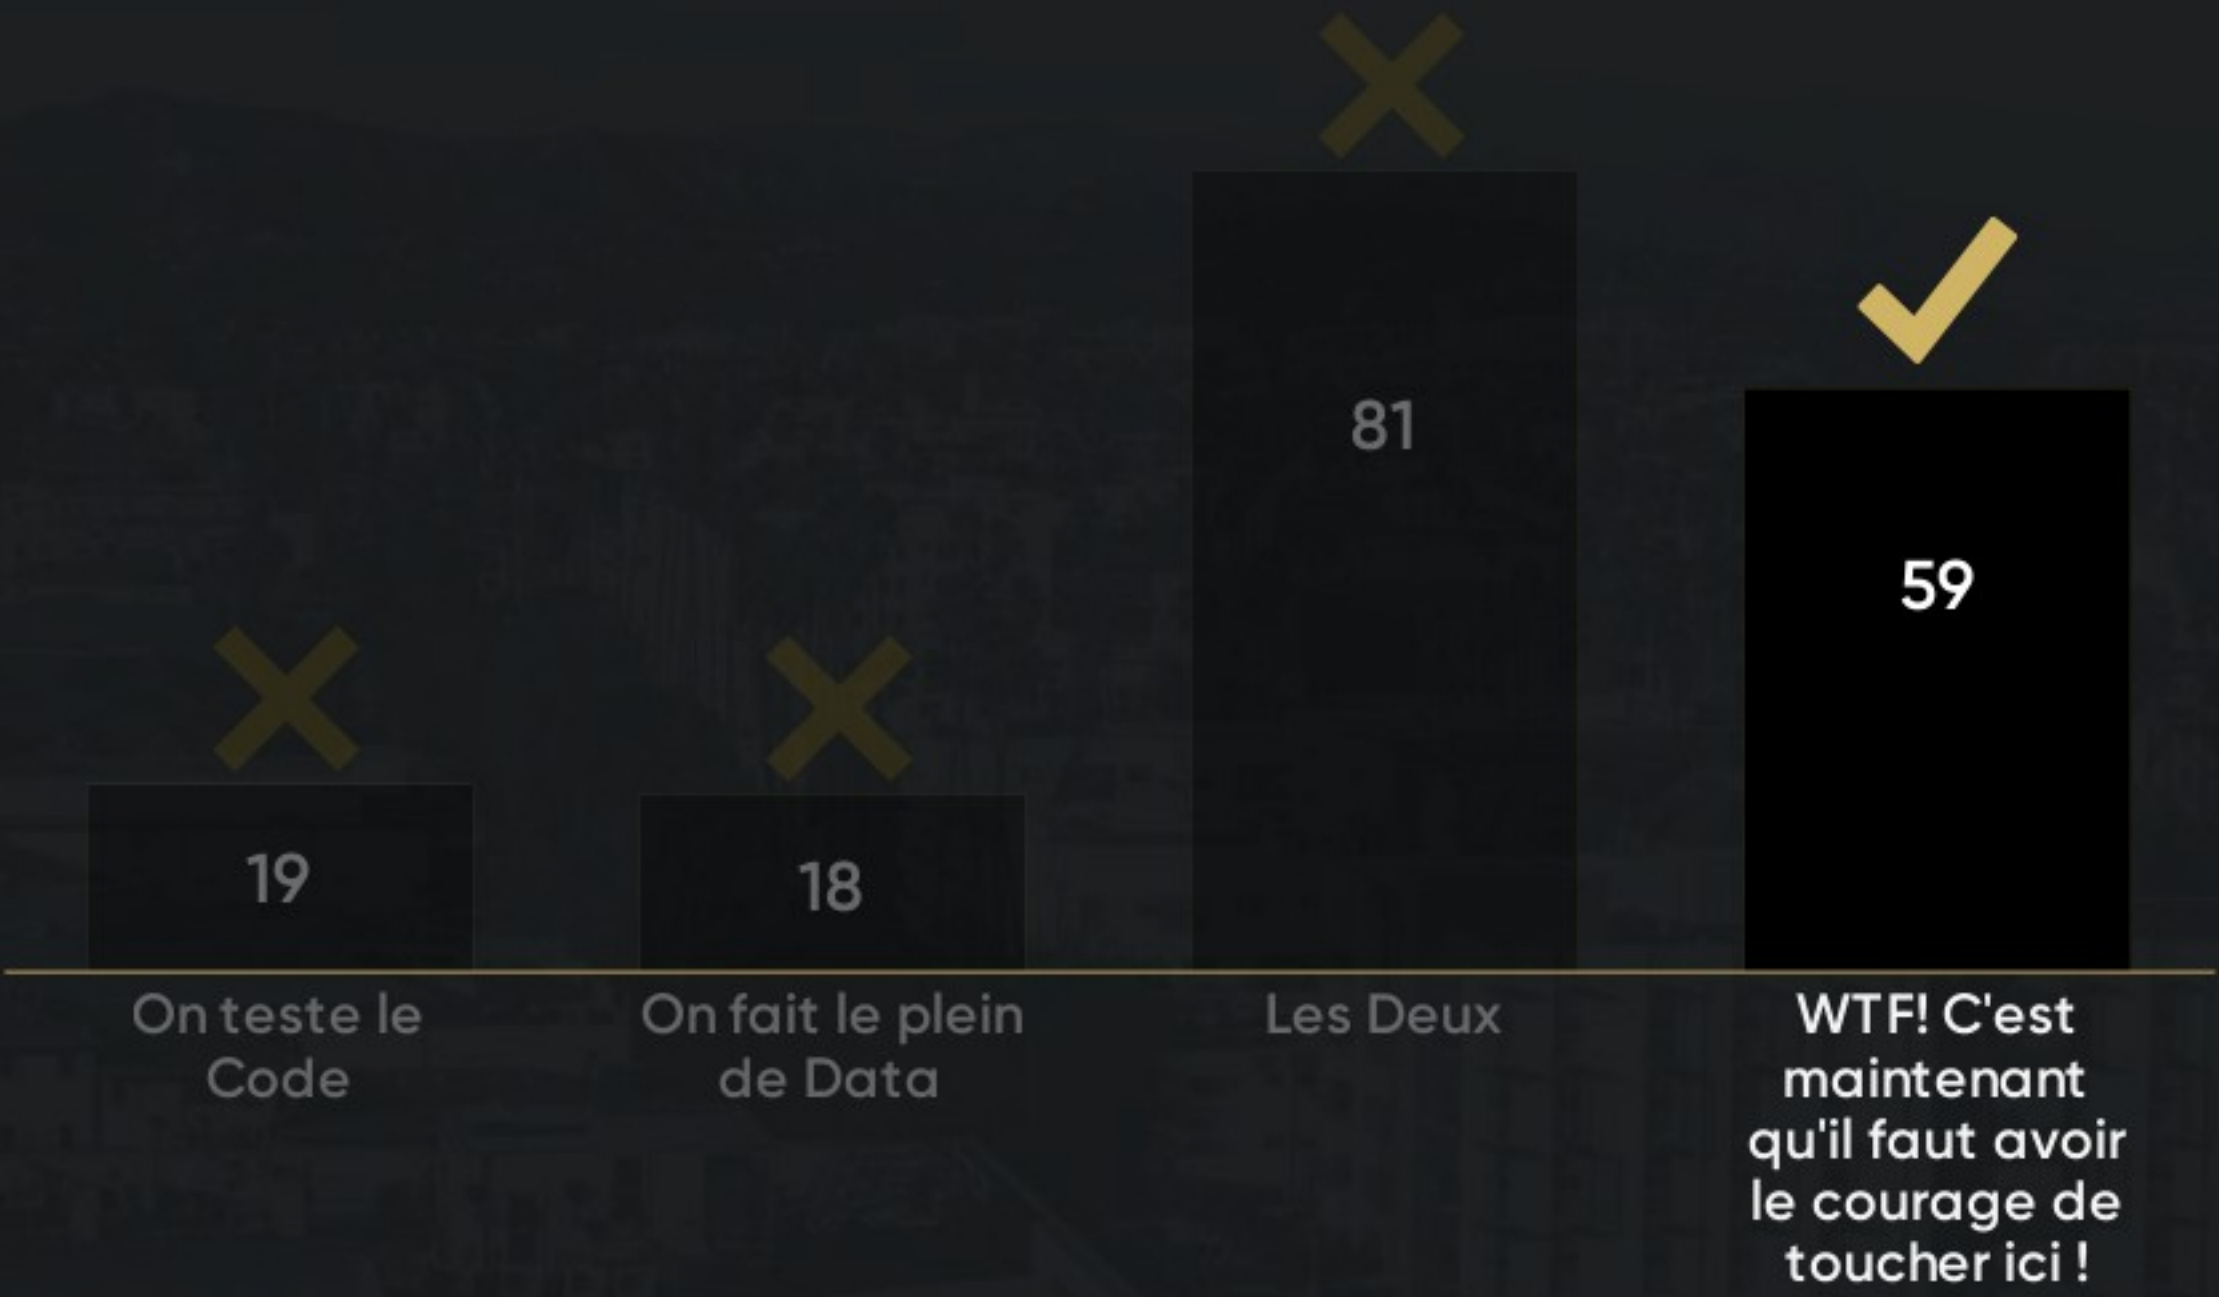 81
59
19
18
On teste le
Code
On fait le plein
de Data
Les Deux
WTF! C'est
maintenant
qu'il faut avoir
le courage de
toucher ici !